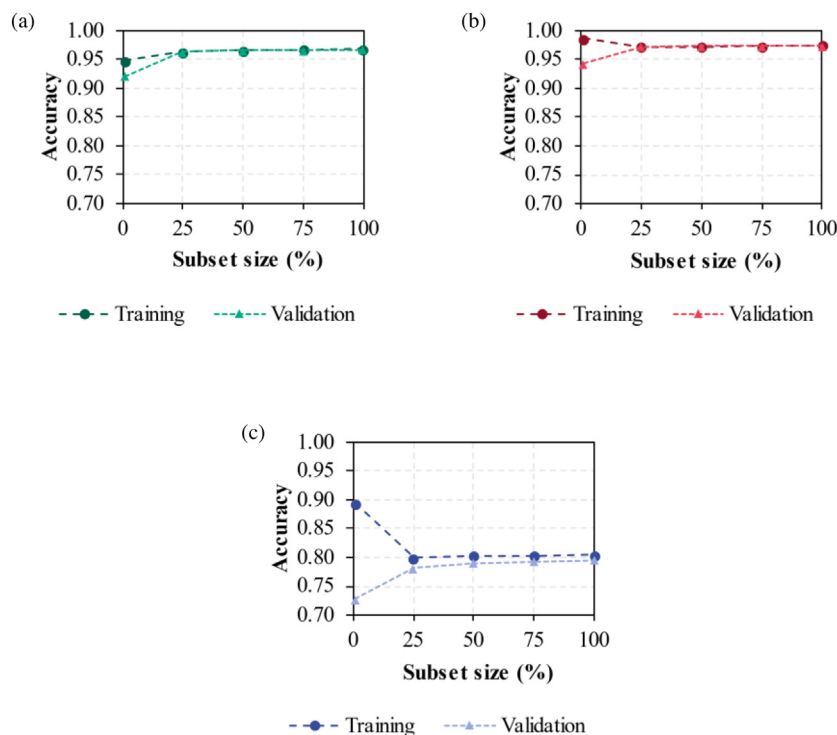 (a)
1.00
0.95
0.90
0.85
0.80
0.75
0.70
Accuracy
0 25 50 75 100
Subset size (%)
Training Validation
(b)
1.00
0.95
0.90
0.85
0.80
0.75
0.70
Accuracy
0 25 50 75 100
Subset size (%)
Training Validation
(c)
1.00
0.95
0.90
0.85
0.80
0.75
0.70
Accuracy
0 25 50 75 100
Subset size (%)
Training Validation